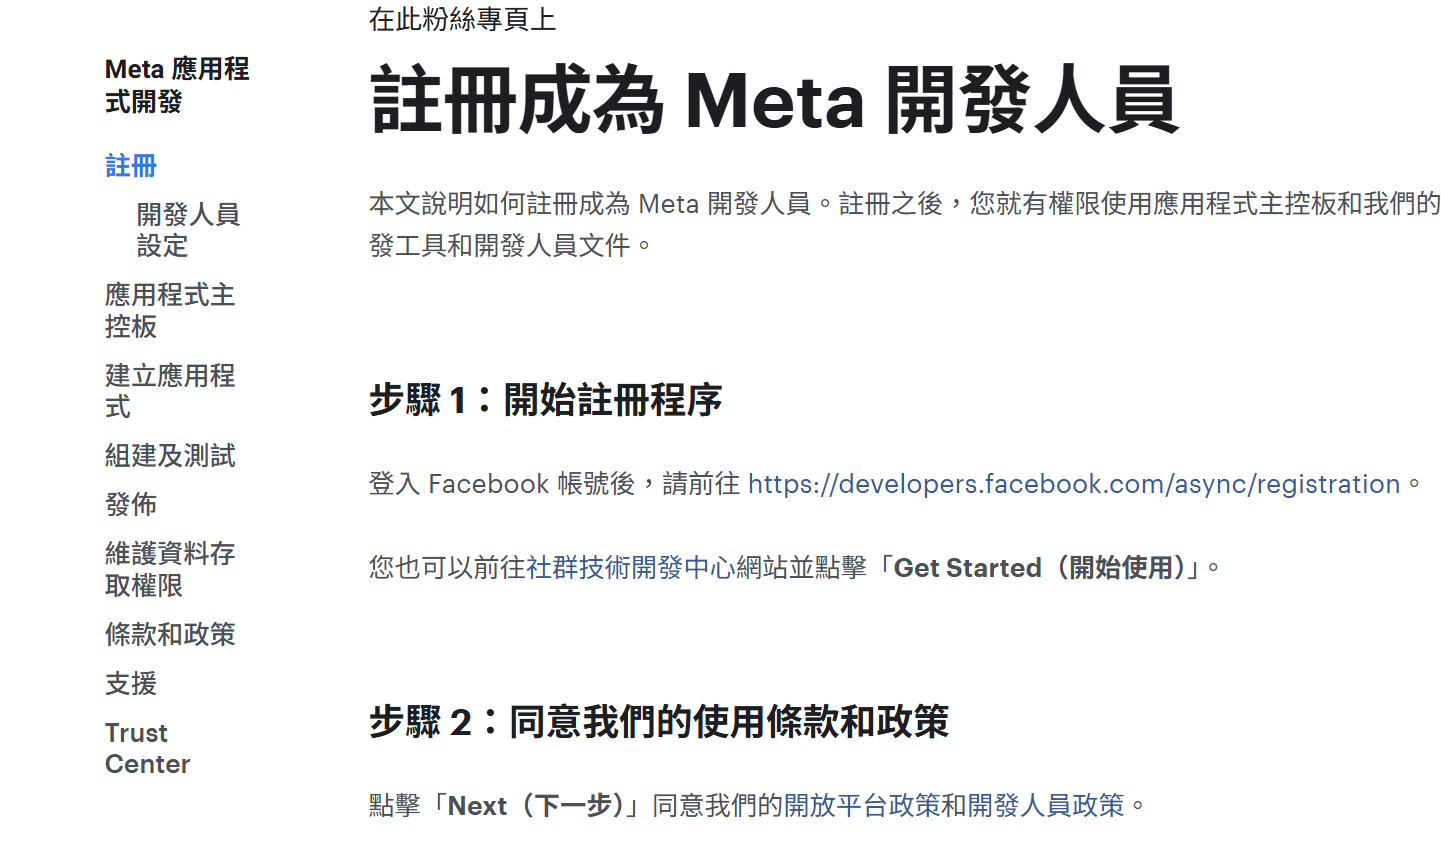 在此粉絲專頁上
Meta 應用程
式開發
註冊
開發人員
設定
應用程式主
控板
建立應用程
式
組建及測試
發佈
維護資料存
取權限
條款和政策
支援
Trust
Center
註冊成為 Meta 開發人員
本文說明如何註冊成為 Meta 開發人員。註冊之後，您就有權限使用應用程式主控板和我們的
發工具和開發人員文件。
步驟 1：開始註冊程序
登入 Facebook 帳號後，請前往 https://developers.facebook.com/async/registration。
您也可以前往社群技術開發中心網站並點擊「Get Started（開始使用）」。
步驟 2：同意我們的使用條款和政策
點擊「Next（下一步）」同意我們的開放平台政策和開發人員政策。